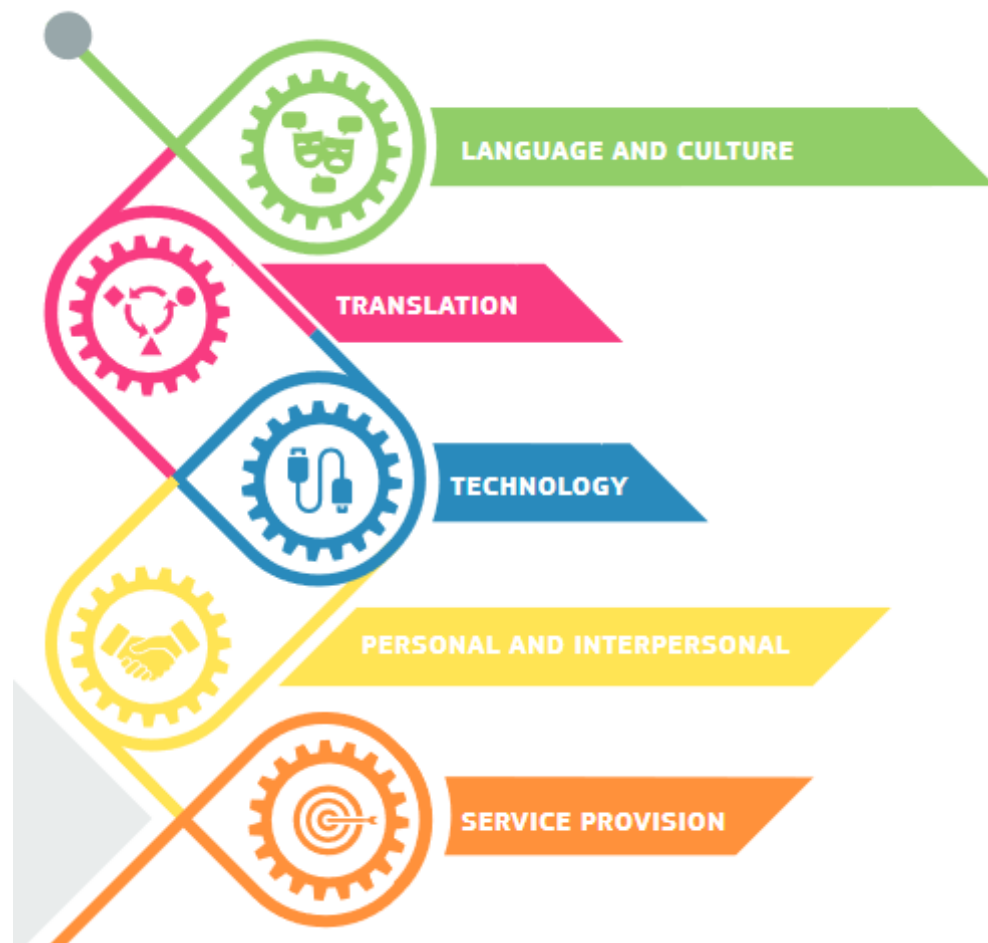 LANGUAGE AND CULTURE
TRANSLATION
TECHNOLOGY
PERSONAL AND INTERPERSONAL
SERVICE PROVISION